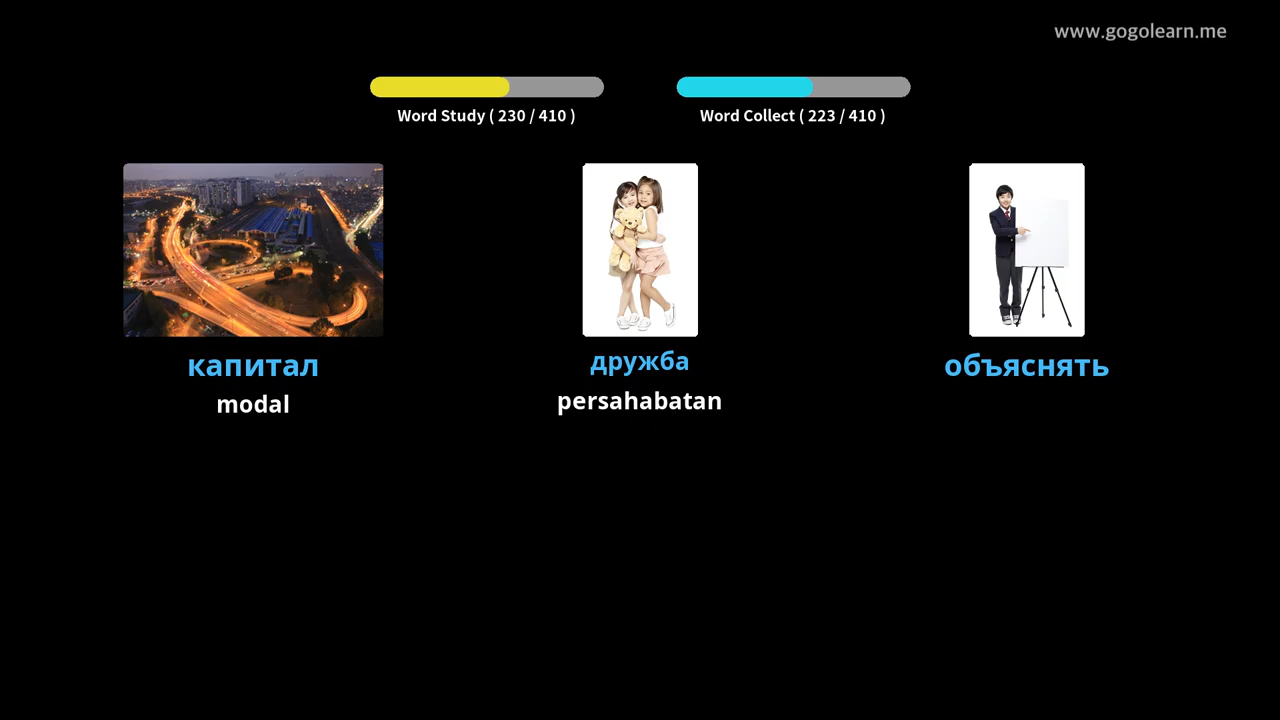 www.gogolearn.me
Word Study ( 230 / 410 )
Word Collect ( 223 / 410 )
капитал
modal
дружба
persahabatan
объяснять